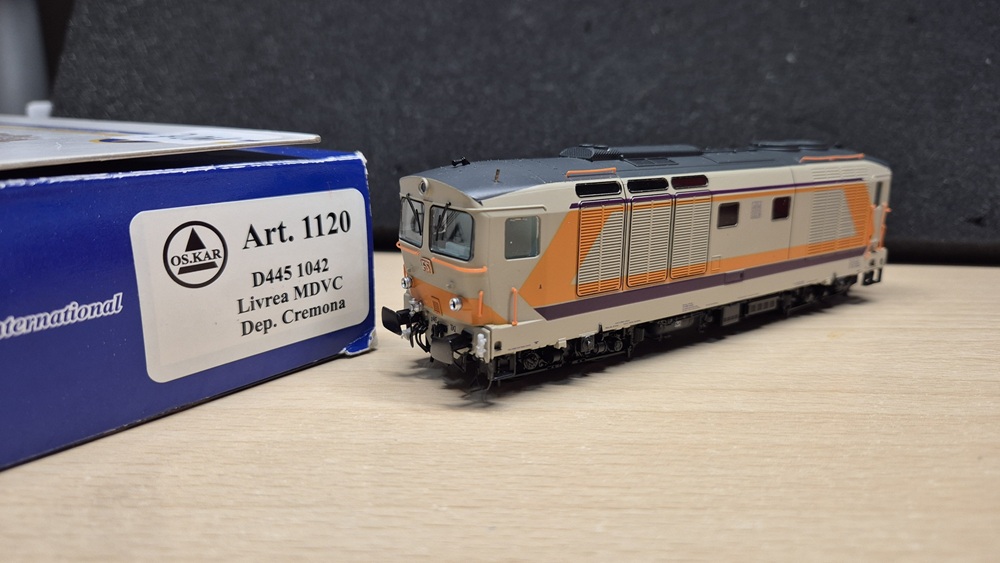 OS.KAR
Art. 1120
D445 1042
Livrea MDVC
Dep. Cremona
nternational